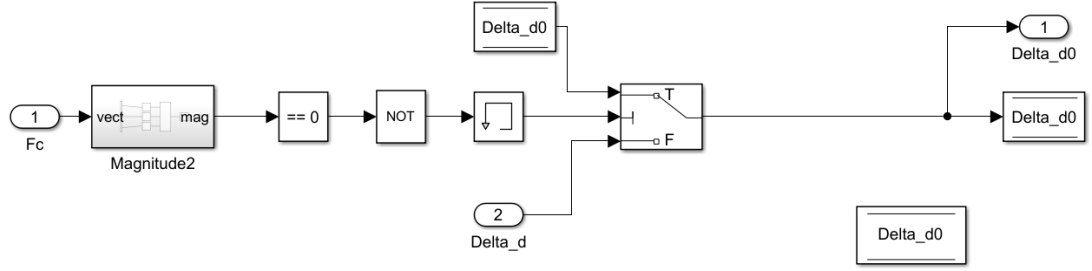 Delta_d0
1
Delta_d0
1
Fc
vect
mag
Magnitude2
== 0
NOT
T
F
Delta_d0
2
Delta_d
Delta_d0